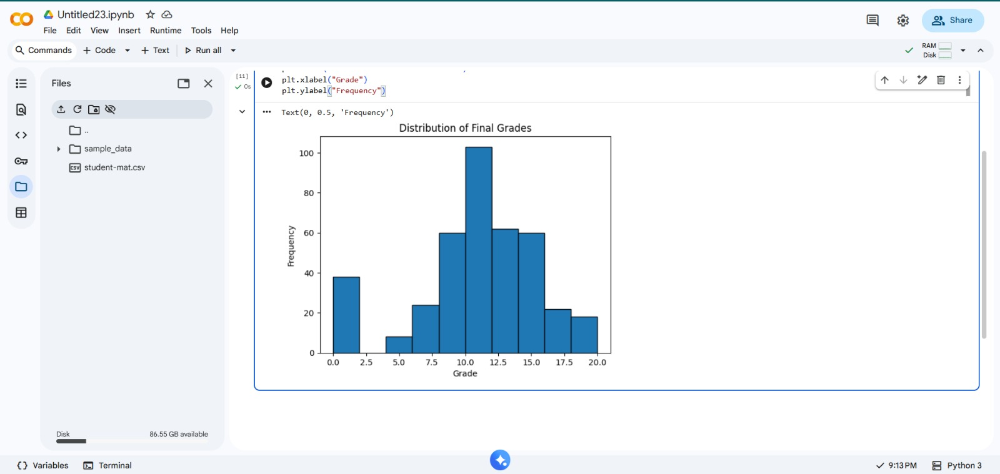 Untitled23.ipynb
File Edit View Insert Runtime Tools Help
Share
Commands + Code + Text Run all
RAM
Disk
Files
..
sample_data
CSV student-mat.csv
Disk 86.55 GB available
[11]
0s
plt.xlabel("Grade")
plt.ylabel("Frequency")
Text(0, 0.5, 'Frequency')
Distribution of Final Grades
100
80
60
40
20
0
Frequency
0.0 2.5 5.0 7.5 10.0 12.5 15.0 17.5 20.0
Grade
{} Variables Terminal
9:13 PM Python 3